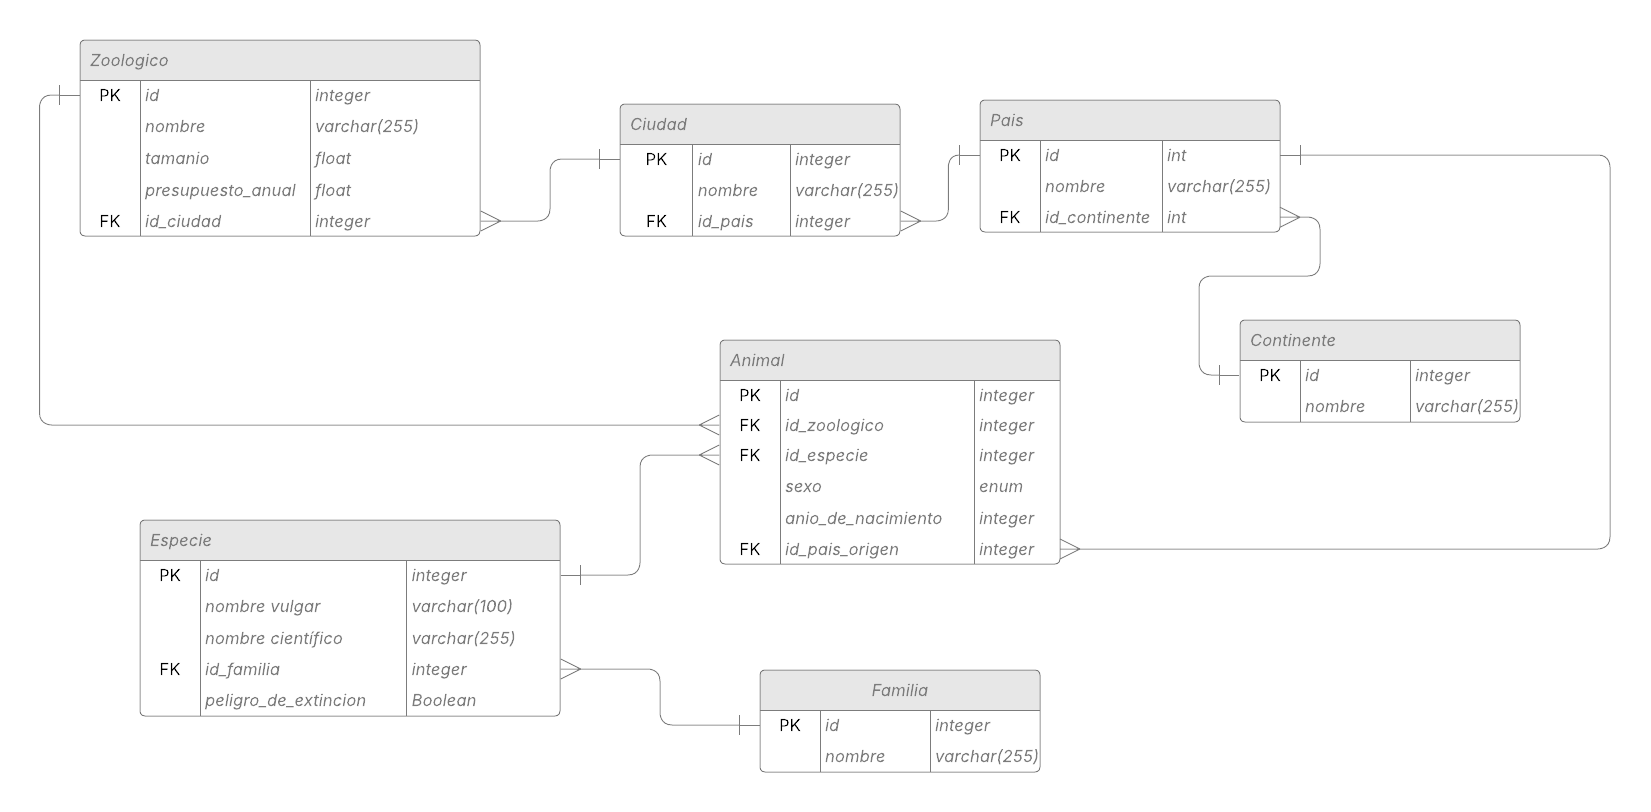 Zoologico
PK id integer
nombre varchar(255)
tamanio float
presupuesto_anual float
FK id_ciudad integer
Ciudad
PK id integer
nombre varchar(255)
FK id_pais integer
Pais
PK id int
nombre varchar(255)
FK id_continente int
Continente
PK id integer
nombre varchar(255)
Animal
PK id integer
FK id_zoologico integer
FK id_especie integer
sexo enum
anio_de_nacimiento integer
FK id_pais_origen integer
Especie
PK id integer
nombre vulgar varchar(100)
nombre científico varchar(255)
FK id_familia integer
peligro_de_extincion Boolean
Familia
PK id integer
nombre varchar(255)